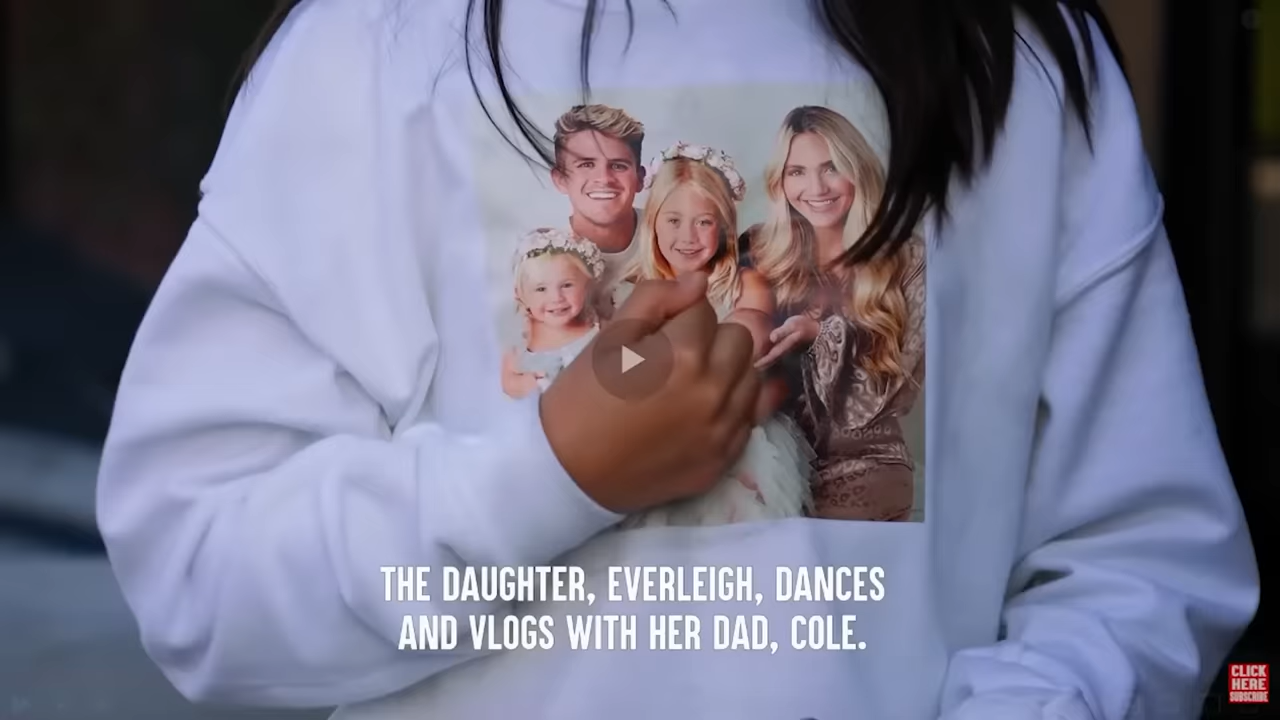 THE DAUGHTER, EVERLEIGH, DANCES
AND VLOGS WITH HER DAD, COLE.
CLICK
HERE
SUBSCRIBE